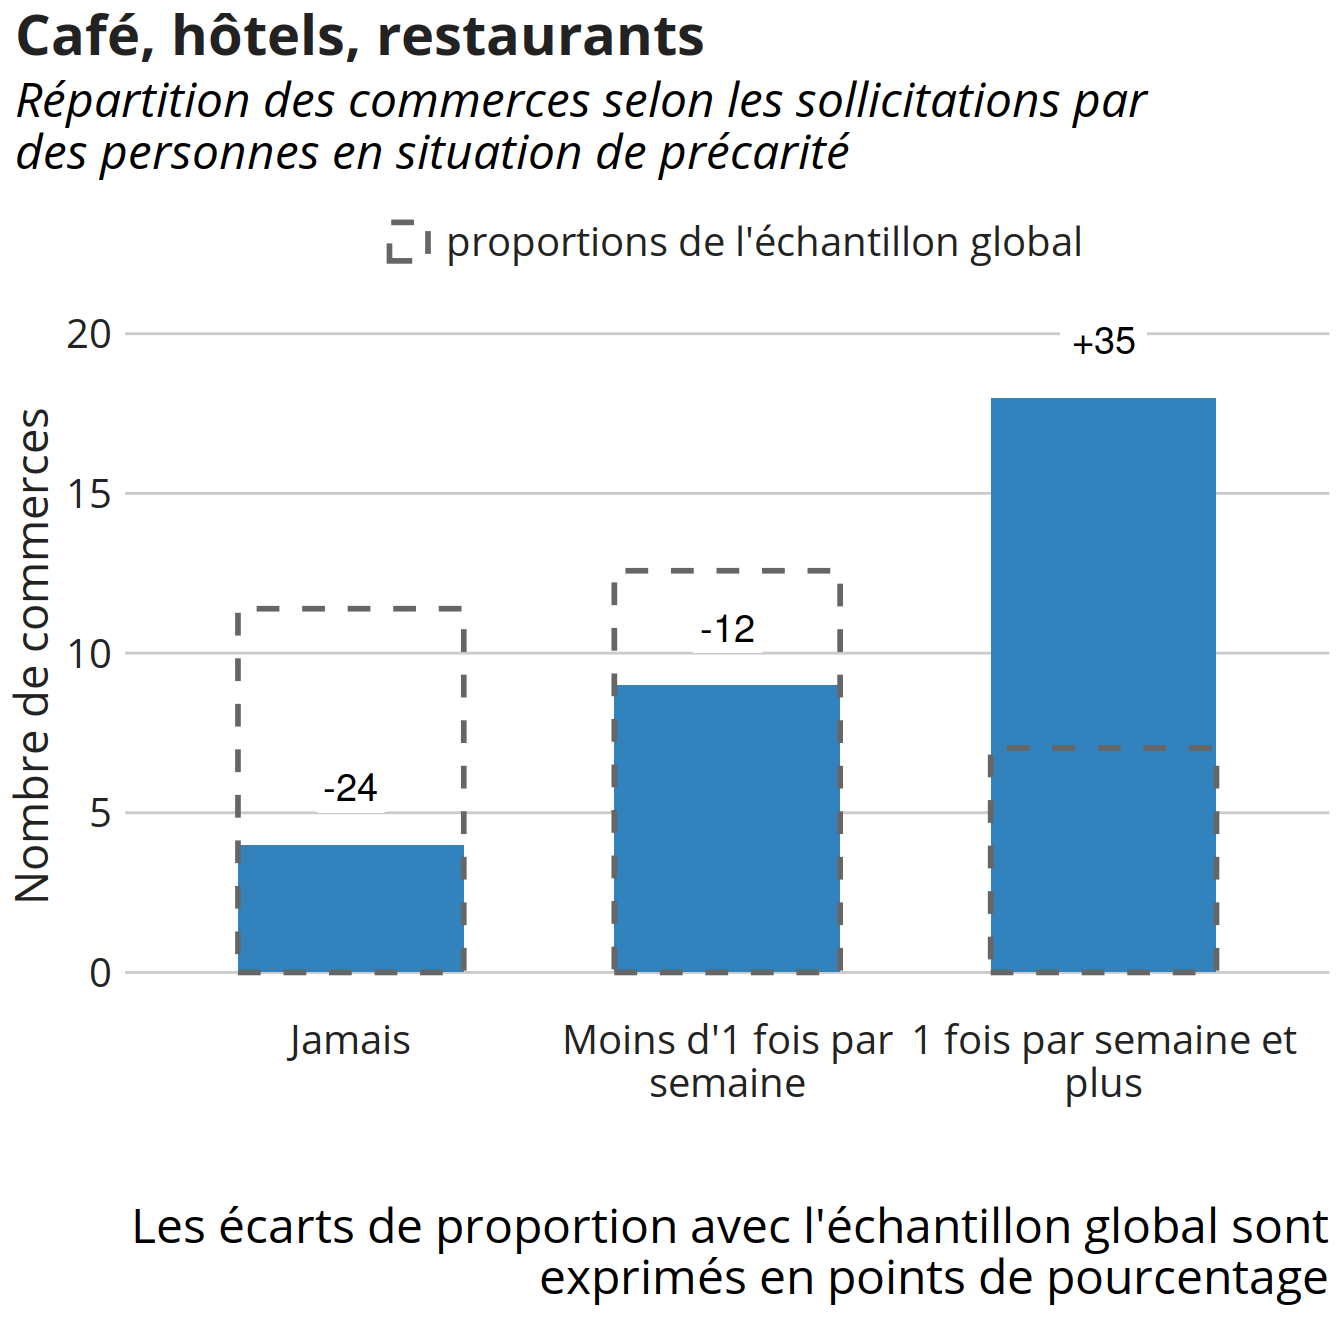 Café, hôtels, restaurants
Répartition des commerces selon les sollicitations par
des personnes en situation de précarité
proportions de l'échantillon global
Nombre de commerces
20
15
10
5
0
-24
-12
+35
Jamais
Moins d'1 fois par
semaine
1 fois par semaine et
plus
Les écarts de proportion avec l'échantillon global sont
exprimés en points de pourcentage